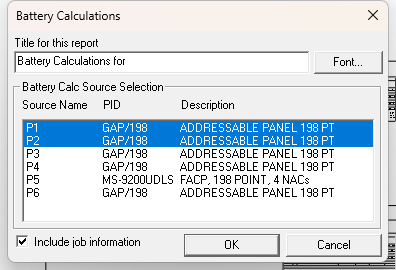 Battery Calculations
Title for this report
Battery Calculations for
Font...
Battery Calc Source Selection
Source Name PID Description
P1 GAP/198 ADDRESSABLE PANEL 198 PT
P2 GAP/198 ADDRESSABLE PANEL 198 PT
P3 GAP/198 ADDRESSABLE PANEL 198 PT
P4 GAP/198 ADDRESSABLE PANEL 198 PT
P5 MS-9200UDLS FACP, 198 POINT, 4 NACs
P6 GAP/198 ADDRESSABLE PANEL 198 PT
Include job information
OK
Cancel